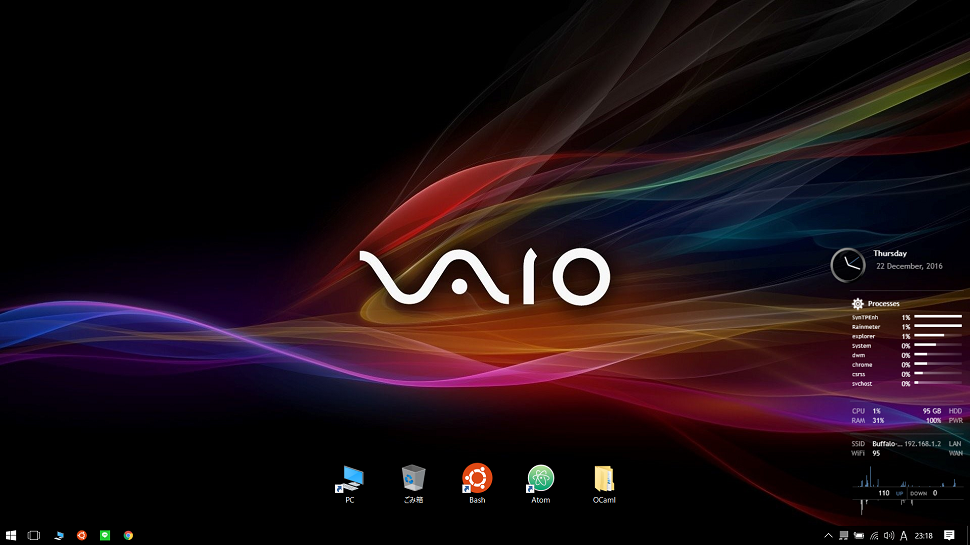 VAIO
Thursday
22 December, 2016
Processes
SynTPEnh 1%
Rainmeter 1%
explorer 1%
System 0%
dwm 0%
chrome 0%
csrss 0%
svchost 0%
CPU 1% 95 GB HDD
RAM 31% 100% PWR
SSID Buffalo-... 192.168.1.2 LAN
WiFi 95 WAN
110 UP DOWN 0
PC ごみ箱 Bash Atom OCaml
A 23:18